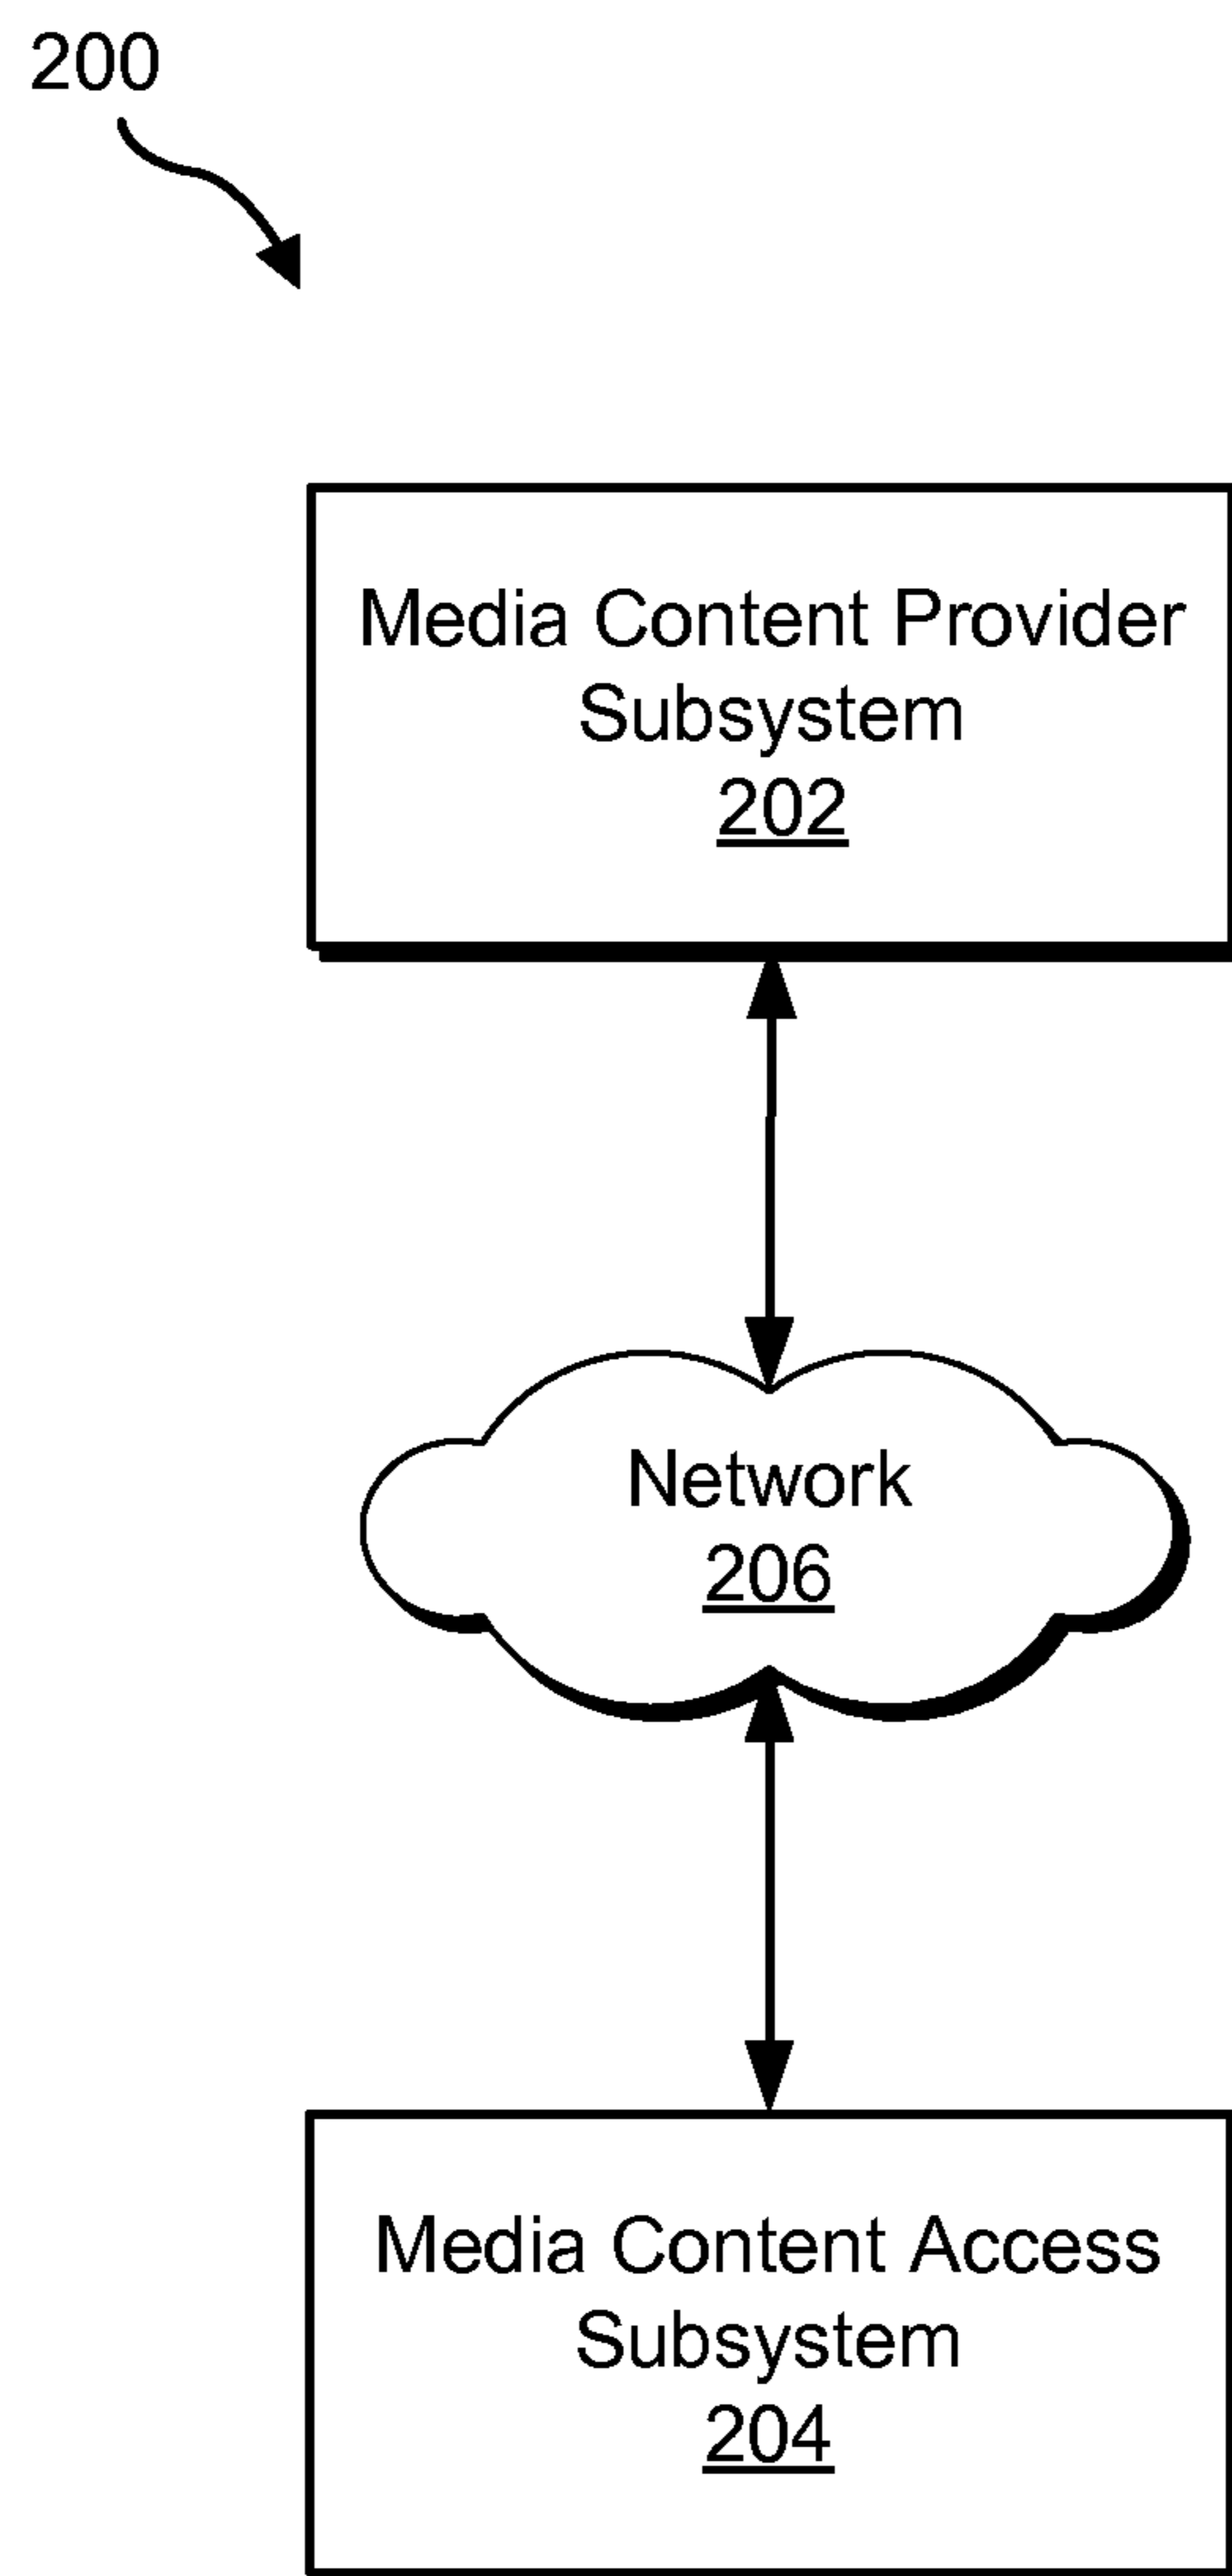 200
Media Content Provider
Subsystem
202
Network
206
Media Content Access
Subsystem
204